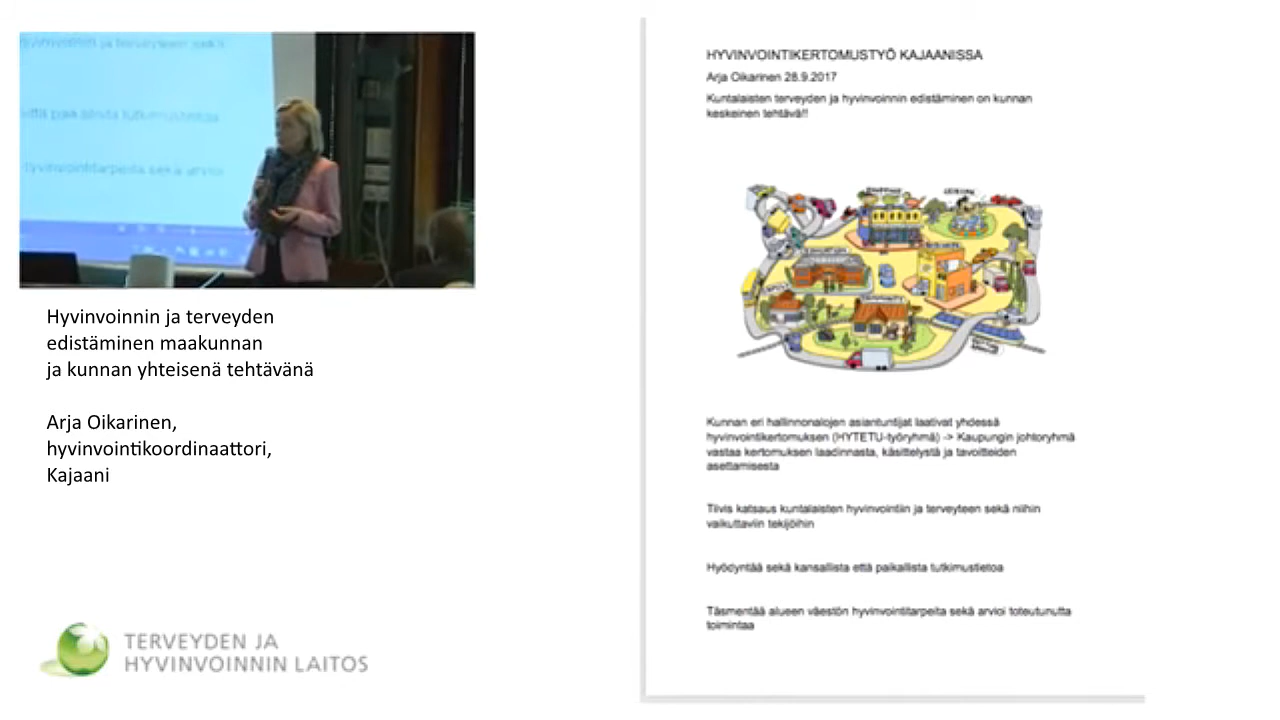 Hyvinvoinnin ja terveyden
edistäminen maakunnan
ja kunnan yhteisenä tehtävänä
Arja Oikarinen,
hyvinvointikoordinaattori,
Kajaani
TERVEYDEN JA
HYVINVOINNIN LAITOS
HYVINVOINTIKERTOMUSTYÖ KAJAANISSA
Arja Oikarinen 28.9.2017
Kuntalaisten terveyden ja hyvinvoinnin edistäminen on kunnan
keskeinen tehtävä!!
Kunnan eri hallinnonalojen asiantuntijat laativat yhdessä
hyvinvointikertomuksen (HYTETU-työryhmä) -> Kaupungin johtoryhmä
vastaa kertomuksen laadinnasta, käsittelystä ja tavoitteiden
asettamisesta
Tiivis katsaus kuntalaisten hyvinvointiin ja terveyteen sekä niihin
vaikuttaviin tekijöihin
Hyödyntää sekä kansallista että paikallista tutkimustietoa
Täsmentää alueen väestön hyvinvointitarpeita sekä arvioi toteutunutta
toimintaa